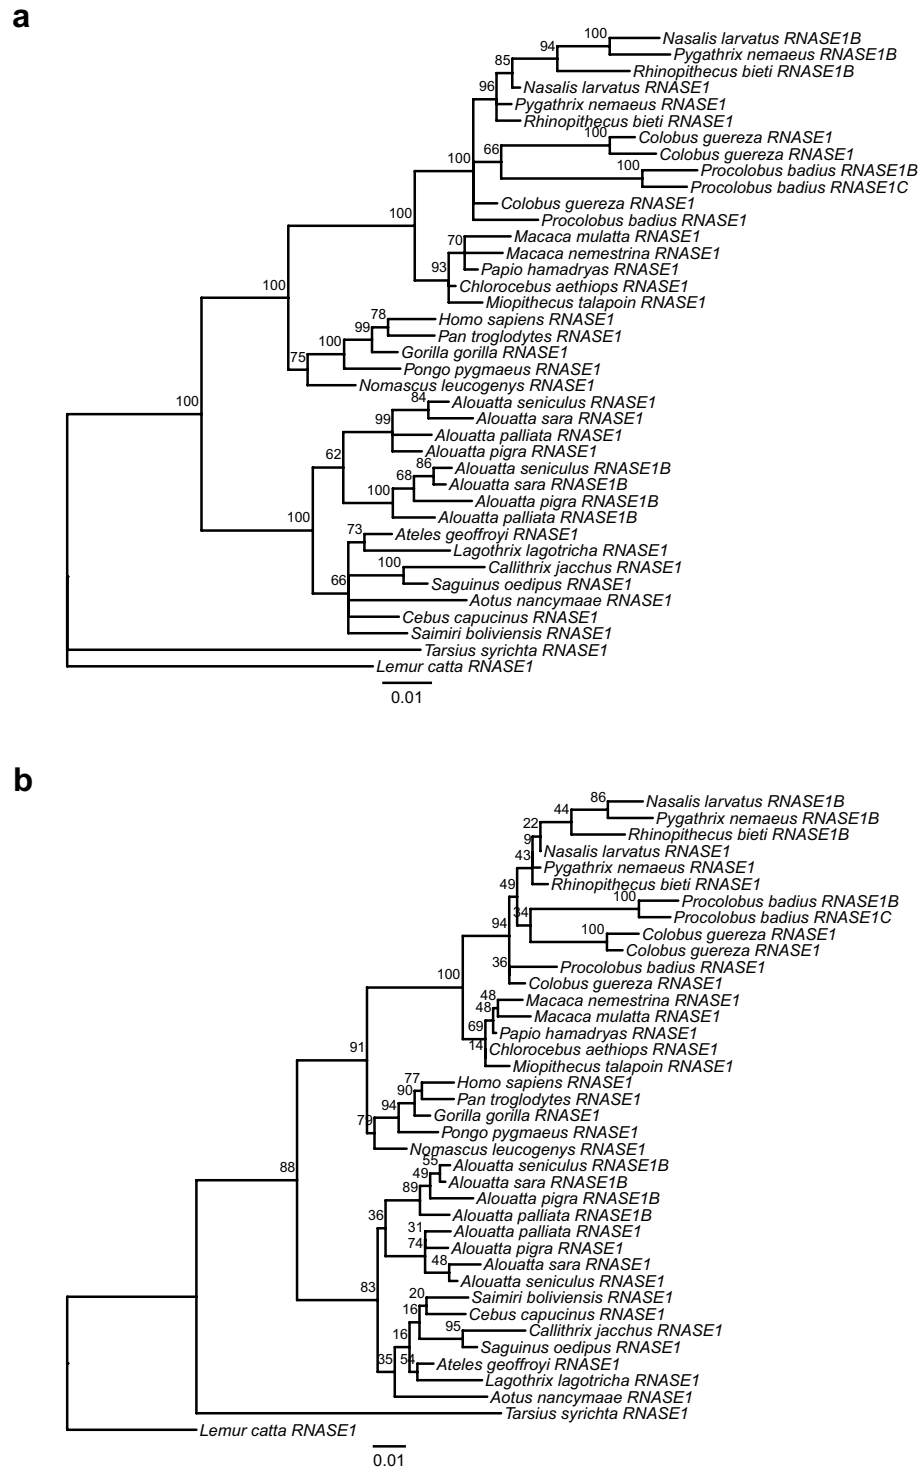 a
100
Nasalis larvatus RNASE1B
94
Pygathrix nemaeus RNASE1B
85
Rhinopithecus bieti RNASE1B
96
Nasalis larvatus RNASE1
Pygathrix nemaeus RNASE1
Rhinopithecus bieti RNASE1
100
Colobus guereza RNASE1
66
Colobus guereza RNASE1
100
100
Procolobus badius RNASE1B
Procolobus badius RNASE1C
Colobus guereza RNASE1
100
Procolobus badius RNASE1
70
Macaca mulatta RNASE1
Macaca nemestrina RNASE1
93
Papio hamadryas RNASE1
Chlorocebus aethiops RNASE1
100
Miopithecus talapoin RNASE1
78
Homo sapiens RNASE1
99
Pan troglodytes RNASE1
100
Gorilla gorilla RNASE1
75
Pongo pygmaeus RNASE1
Nomascus leucogenys RNASE1
100
84
Alouatta seniculus RNASE1
99
Alouatta sara RNASE1
Alouatta palliata RNASE1
62
Alouatta pigra RNASE1
86
Alouatta seniculus RNASE1B
68
Alouatta sara RNASE1B
100
Alouatta pigra RNASE1B
100
Alouatta palliata RNASE1B
73
Ateles geoffroyi RNASE1
Lagothrix lagotricha RNASE1
100
Callithrix jacchus RNASE1
66
Saguinus oedipus RNASE1
Aotus nancymaae RNASE1
Cebus capucinus RNASE1
Saimiri boliviensis RNASE1
Tarsius syrichta RNASE1
Lemur catta RNASE1
0.01
b
86
Nasalis larvatus RNASE1B
44
Pygathrix nemaeus RNASE1B
22
Rhinopithecus bieti RNASE1B
9
Nasalis larvatus RNASE1
43
Pygathrix nemaeus RNASE1
49
Rhinopithecus bieti RNASE1
100
Procolobus badius RNASE1B
34
Procolobus badius RNASE1C
94
100
Colobus guereza RNASE1
Colobus guereza RNASE1
36
Procolobus badius RNASE1
100
Colobus guereza RNASE1
48
Macaca nemestrina RNASE1
48
Macaca mulatta RNASE1
69
Papio hamadryas RNASE1
14
Chlorocebus aethiops RNASE1
91
Miopithecus talapoin RNASE1
77
Homo sapiens RNASE1
90
Pan troglodytes RNASE1
94
Gorilla gorilla RNASE1
79
Pongo pygmaeus RNASE1
Nomascus leucogenys RNASE1
55
Alouatta seniculus RNASE1B
88
49
Alouatta sara RNASE1B
89
Alouatta pigra RNASE1B
36
Alouatta palliata RNASE1B
31
Alouatta palliata RNASE1
74
Alouatta pigra RNASE1
48
Alouatta sara RNASE1
Alouatta seniculus RNASE1
83
20
Saimiri boliviensis RNASE1
16
Cebus capucinus RNASE1
95
Callithrix jacchus RNASE1
16
Saguinus oedipus RNASE1
35
54
Ateles geoffroyi RNASE1
Lagothrix lagotricha RNASE1
Aotus nancymaae RNASE1
Tarsius syrichta RNASE1
Lemur catta RNASE1
0.01